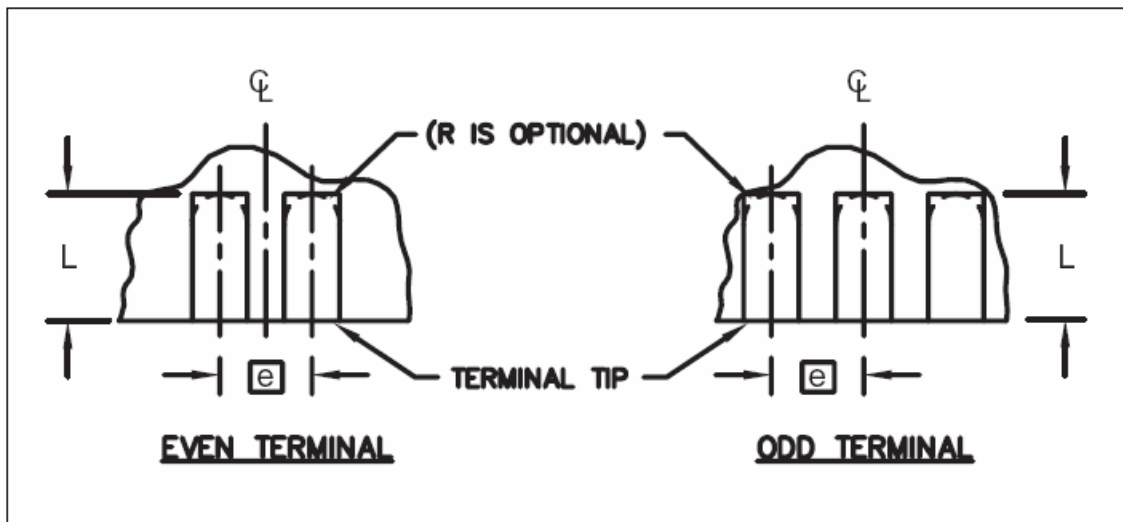 ℄ ℄
(R IS OPTIONAL)
L L
e TERMINAL TIP e
EVEN TERMINAL ODD TERMINAL